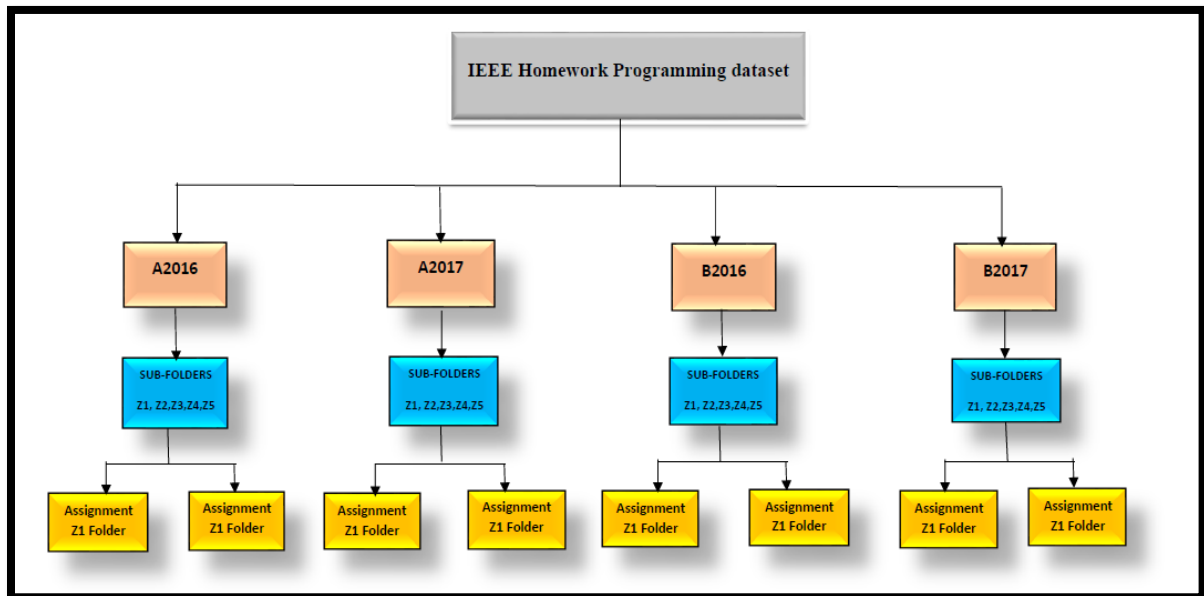 IEEE Homework Programming dataset
A2016
A2017
B2016
B2017
SUB-FOLDERS
Z1, Z2,Z3,Z4,Z5
SUB-FOLDERS
Z1, Z2,Z3,Z4,Z5
SUB-FOLDERS
Z1, Z2,Z3,Z4,Z5
SUB-FOLDERS
Z1, Z2,Z3,Z4,Z5
Assignment
Z1 Folder
Assignment
Z1 Folder
Assignment
Z1 Folder
Assignment
Z1 Folder
Assignment
Z1 Folder
Assignment
Z1 Folder
Assignment
Z1 Folder
Assignment
Z1 Folder